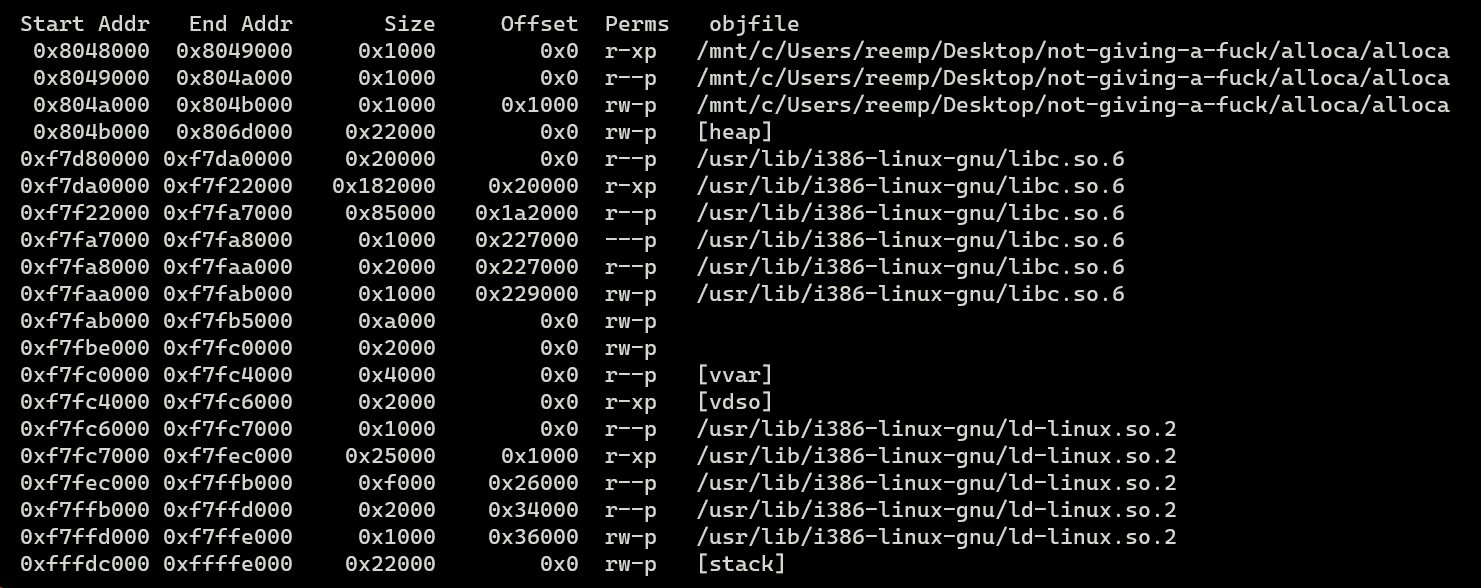 Start Addr   End Addr       Size     Offset  Perms   objfile
 0x8048000  0x8049000     0x1000        0x0  r-xp   /mnt/c/Users/reemp/Desktop/not-giving-a-fuck/alloca/alloca
 0x8049000  0x804a000     0x1000        0x0  r--p   /mnt/c/Users/reemp/Desktop/not-giving-a-fuck/alloca/alloca
 0x804a000  0x804b000     0x1000     0x1000  rw-p   /mnt/c/Users/reemp/Desktop/not-giving-a-fuck/alloca/alloca
 0x804b000  0x806d000    0x22000        0x0  rw-p   [heap]
0xf7d80000 0xf7da0000    0x20000        0x0  r--p   /usr/lib/i386-linux-gnu/libc.so.6
0xf7da0000 0xf7f22000   0x182000    0x20000  r-xp   /usr/lib/i386-linux-gnu/libc.so.6
0xf7f22000 0xf7fa7000    0x85000   0x1a2000  r--p   /usr/lib/i386-linux-gnu/libc.so.6
0xf7fa7000 0xf7fa8000     0x1000   0x227000  ---p   /usr/lib/i386-linux-gnu/libc.so.6
0xf7fa8000 0xf7faa000     0x2000   0x227000  r--p   /usr/lib/i386-linux-gnu/libc.so.6
0xf7faa000 0xf7fab000     0x1000   0x229000  rw-p   /usr/lib/i386-linux-gnu/libc.so.6
0xf7fab000 0xf7fb5000     0xa000        0x0  rw-p
0xf7fbe000 0xf7fc0000     0x2000        0x0  rw-p
0xf7fc0000 0xf7fc4000     0x4000        0x0  r--p   [vvar]
0xf7fc4000 0xf7fc6000     0x2000        0x0  r-xp   [vdso]
0xf7fc6000 0xf7fc7000     0x1000        0x0  r--p   /usr/lib/i386-linux-gnu/ld-linux.so.2
0xf7fc7000 0xf7fec000    0x25000     0x1000  r-xp   /usr/lib/i386-linux-gnu/ld-linux.so.2
0xf7fec000 0xf7ffb000     0xf000    0x26000  r--p   /usr/lib/i386-linux-gnu/ld-linux.so.2
0xf7ffb000 0xf7ffd000     0x2000    0x34000  r--p   /usr/lib/i386-linux-gnu/ld-linux.so.2
0xf7ffd000 0xf7ffe000     0x1000    0x36000  rw-p   /usr/lib/i386-linux-gnu/ld-linux.so.2
0xfffdc000 0xffffe000    0x22000        0x0  rw-p   [stack]